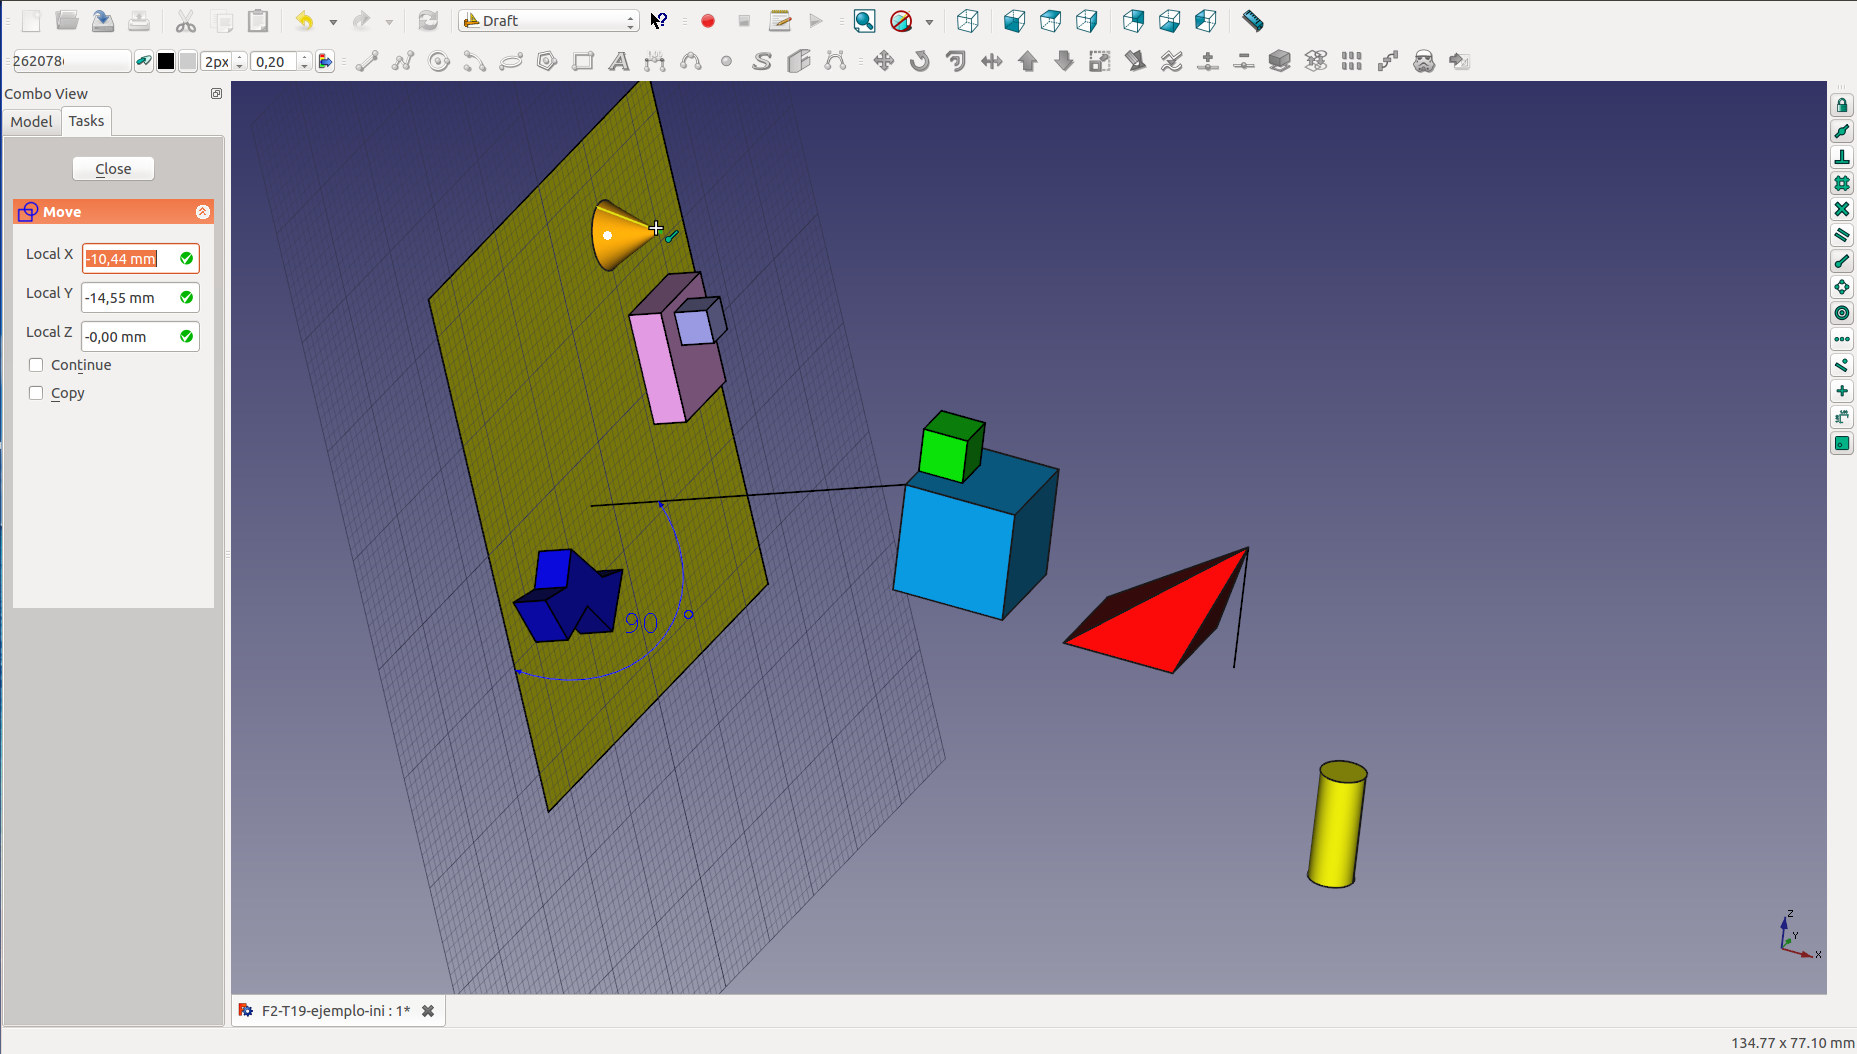 Draft
262078
2px
0,20
Combo View
Model
Tasks
Close
Move
Local X
-10,44 mm
Local Y
-14,55 mm
Local Z
-0,00 mm
Continue
Copy
90 °
Z
Y
X
F2-T19-ejemplo-ini : 1*
134.77 x 77.10 mm